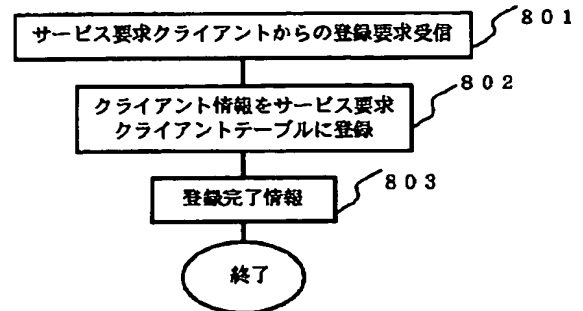 サービス要求クライアントからの登録要求受信
801
クライアント情報をサービス要求
クライアントテーブルに登録
802
登録完了情報
803
終了